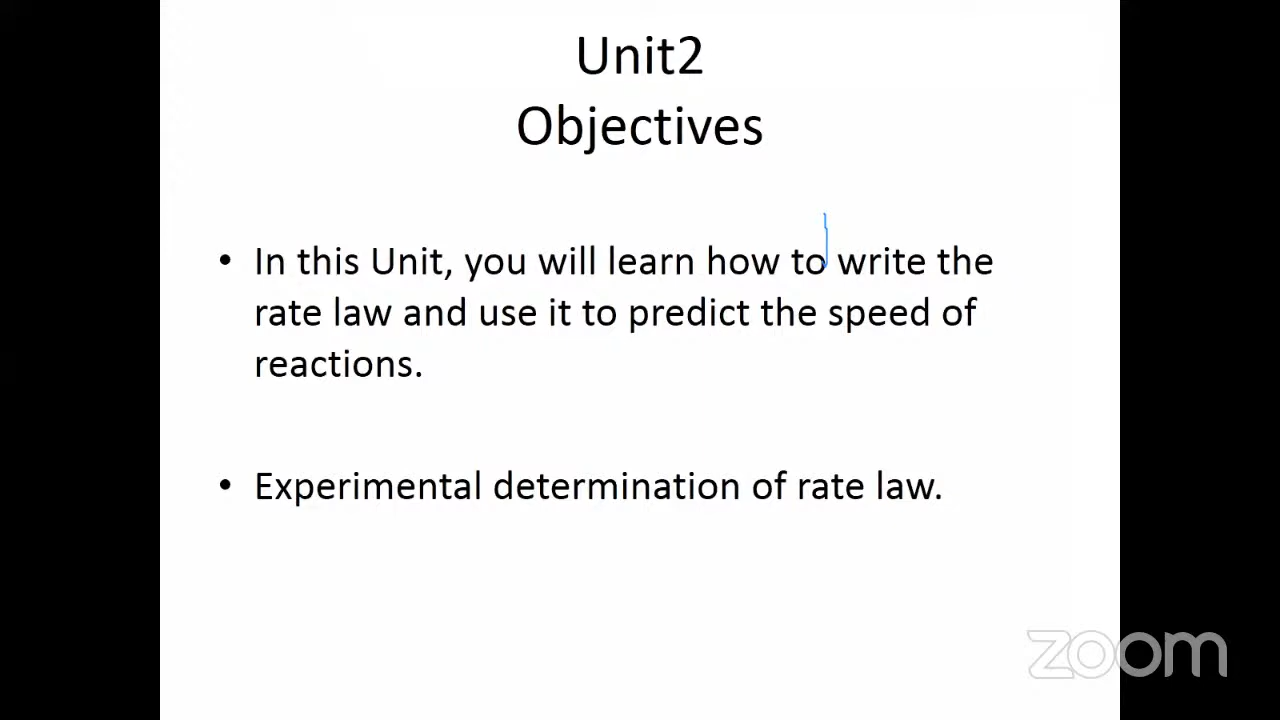 Unit2
Objectives
• In this Unit, you will learn how to write the
rate law and use it to predict the speed of
reactions.
• Experimental determination of rate law.
zoom